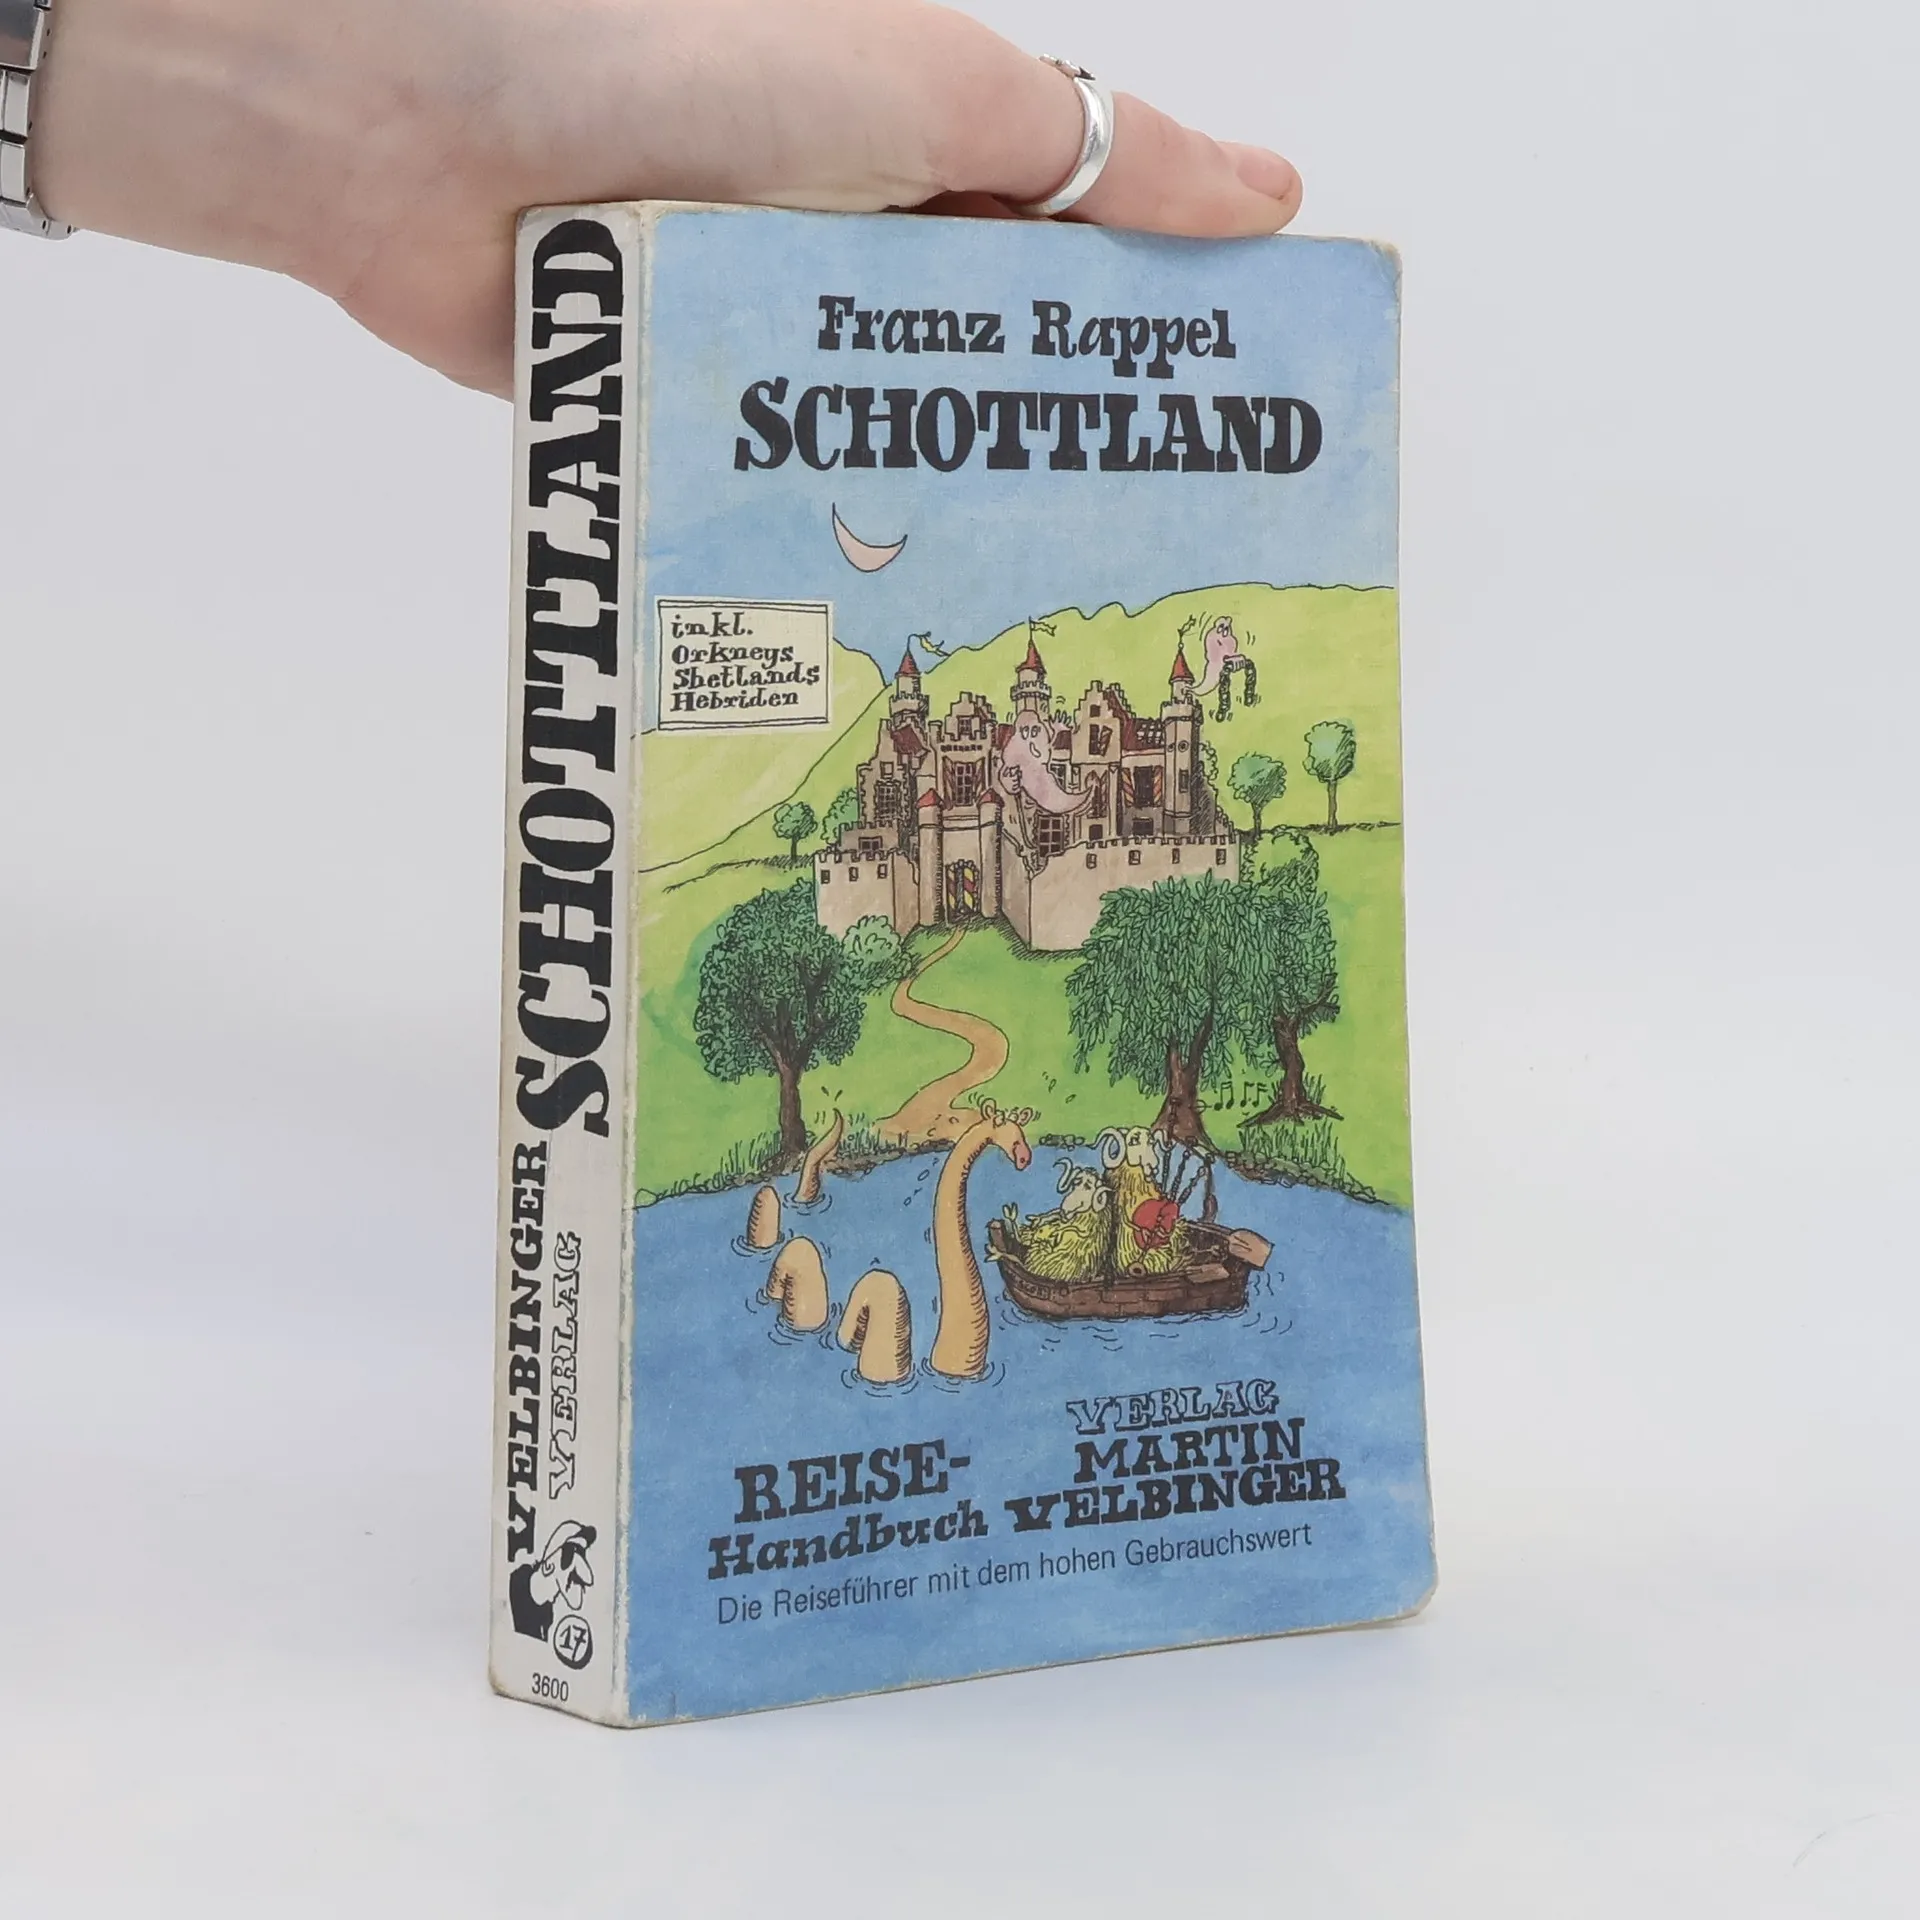 SCHOTTLAND
VELBINGER
VERLAG
17
3600
Franz Rappel
SCHOTTLAND
inkl.
Orkneys
Shetlands
Hebriden
REISE-
Handbuch
VERLAG
MARTIN
VELBINGER
Die Reiseführer mit dem hohen Gebrauchswert